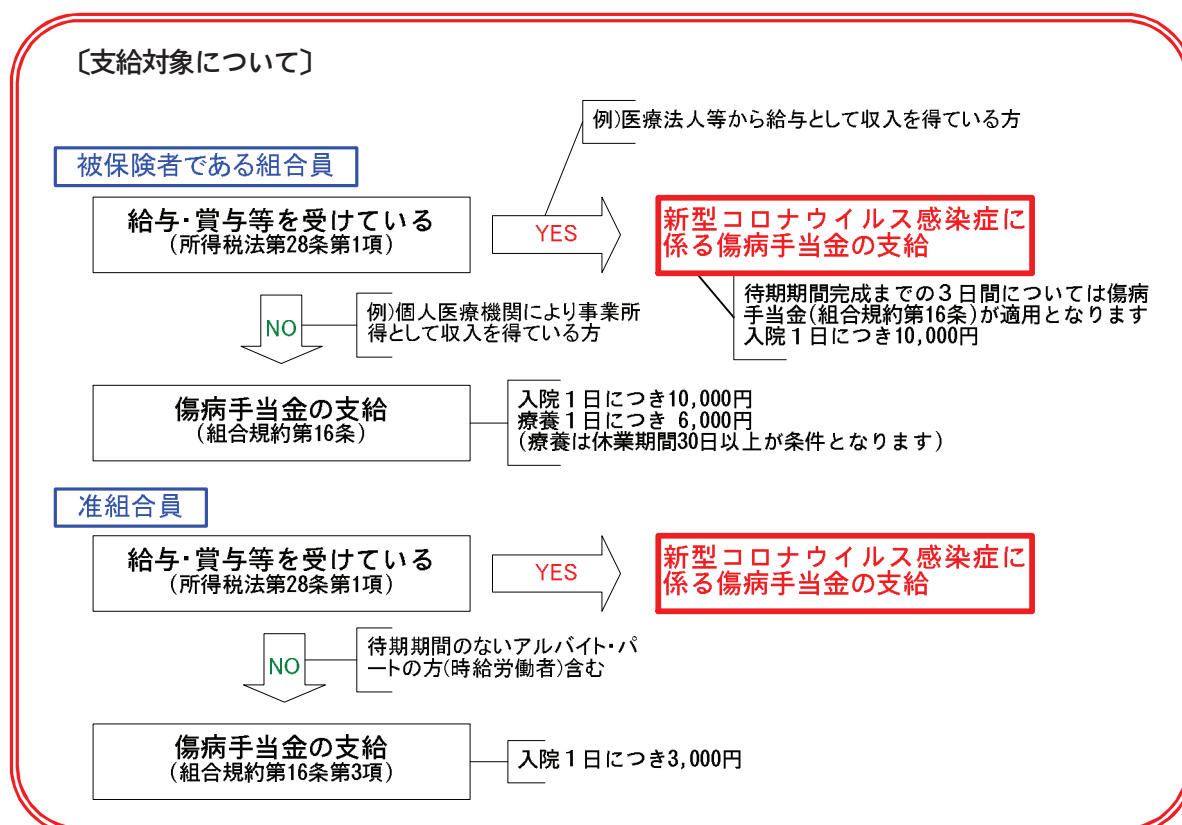 〔支給対象について〕
例)医療法人等から給与として収入を得ている方
被保険者である組合員
給与・賞与等を受けている
(所得税法第28条第1項)
YES
新型コロナウイルス感染症に
係る傷病手当金の支給
待期期間完成までの3日間については傷病
手当金(組合規約第16条)が適用となります
入院1日につき10,000円
NO
例)個人医療機関により事業所
得として収入を得ている方
傷病手当金の支給
(組合規約第16条)
入院1日につき10,000円
療養1日につき 6,000円
(療養は休業期間30日以上が条件となります)
准組合員
給与・賞与等を受けている
(所得税法第28条第1項)
YES
新型コロナウイルス感染症に
係る傷病手当金の支給
NO
待期期間のないアルバイト・パ
ートの方(時給労働者)含む
傷病手当金の支給
(組合規約第16条第3項)
入院1日につき3,000円